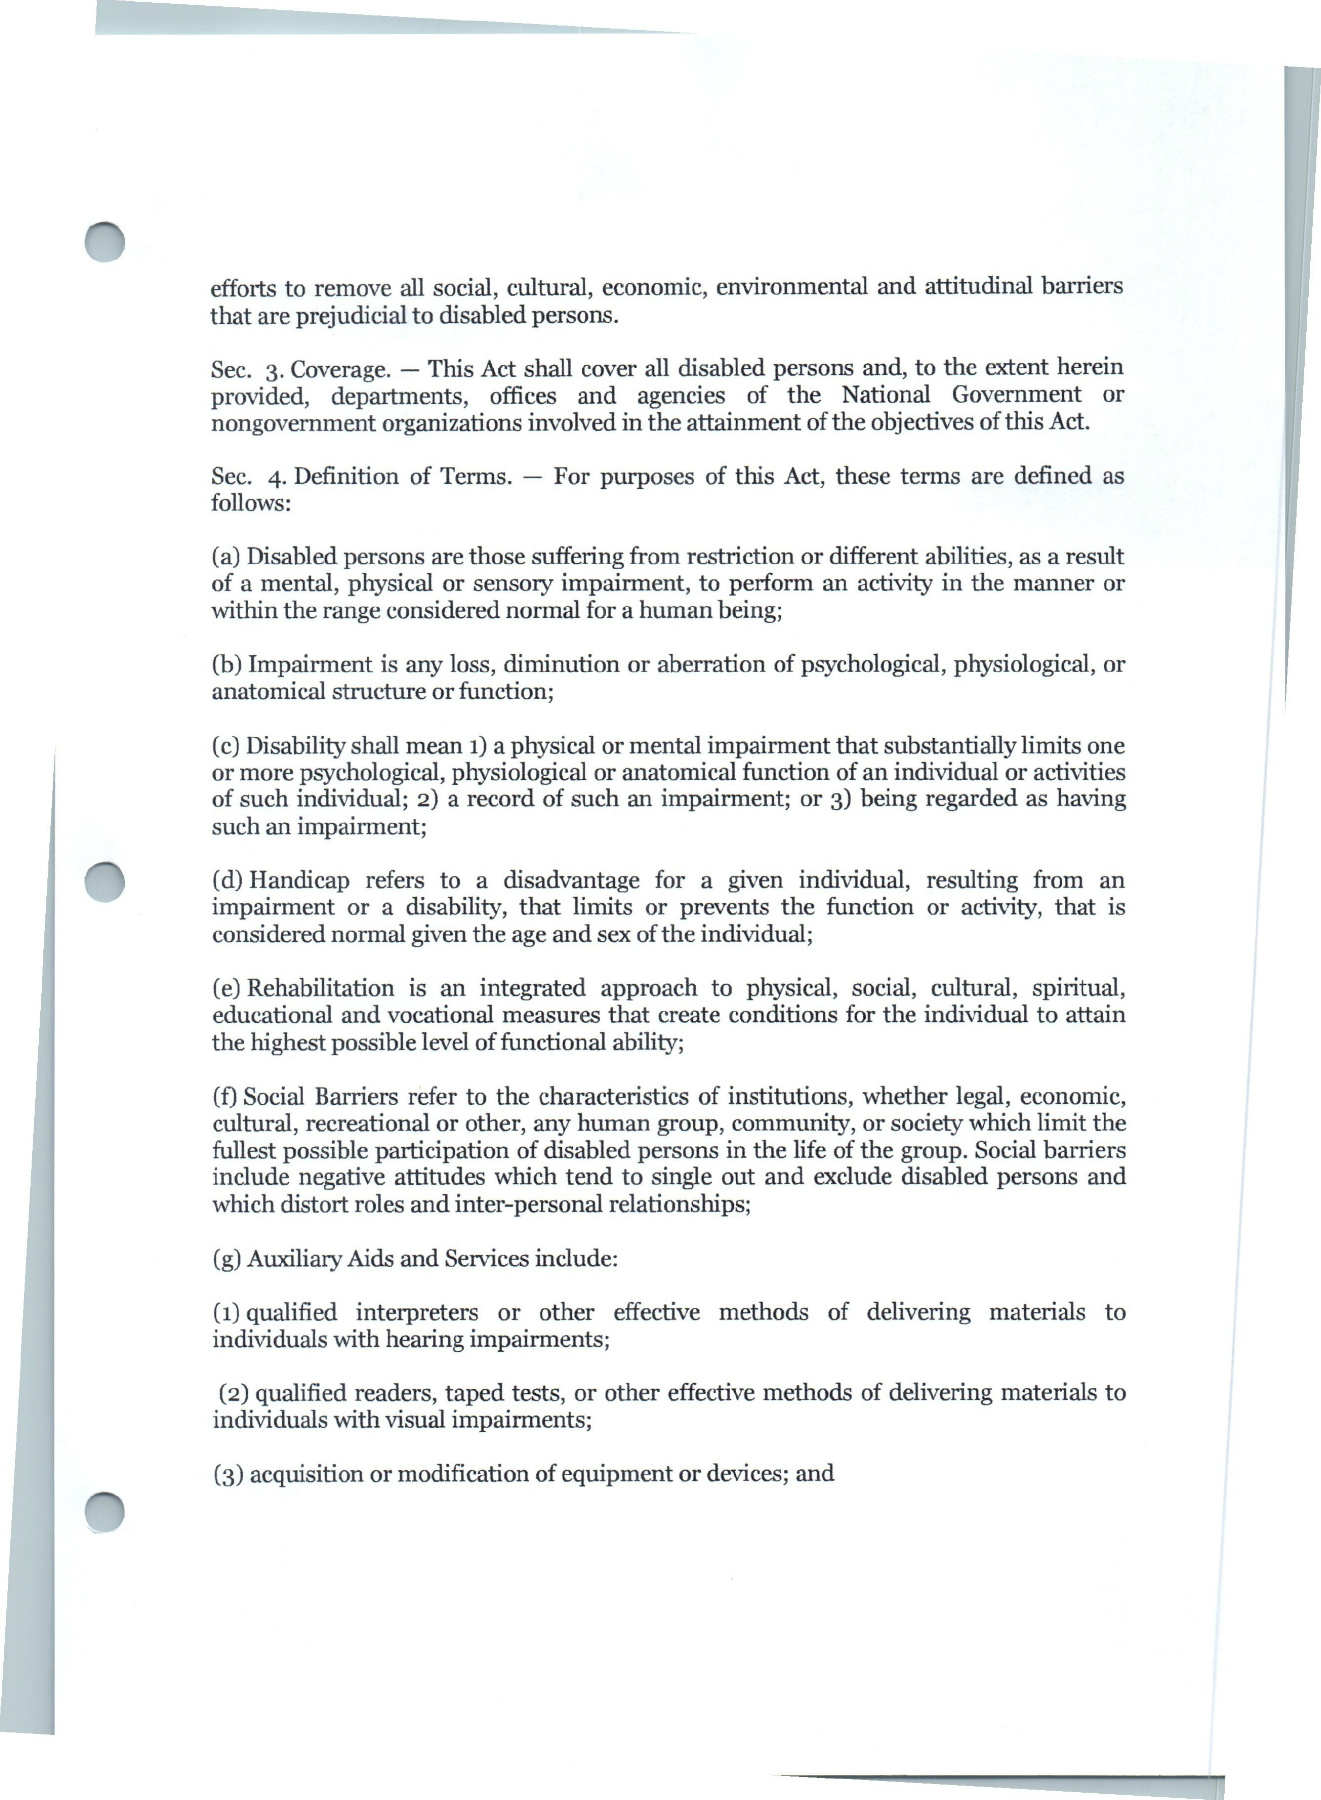 efforts to remove all social, cultural, economic, environmental and attitudinal barriers
that are prejudicial to disabled persons.
Sec. 3. Coverage. — This Act shall cover all disabled persons and, to the extent herein
provided, departments, offices and agencies of the National Government or
nongovernment organizations involved in the attainment of the objectives of this Act.
Sec. 4. Definition of Terms. — For purposes of this Act, these terms are defined as
follows:
(a) Disabled persons are those suffering from restriction or different abilities, as a result
of a mental, physical or sensory impairment, to perform an activity in the manner or
within the range considered normal for a human being;
(b) Impairment is any loss, diminution or aberration of psychological, physiological, or
anatomical structure or function;
(c) Disability shall mean 1) a physical or mental impairment that substantially limits one
or more psychological, physiological or anatomical function of an individual or activities
of such individual; 2) a record of such an impairment; or 3) being regarded as having
such an impairment;
(d) Handicap refers to a disadvantage for a given individual, resulting from an
impairment or a disability, that limits or prevents the function or activity, that is
considered normal given the age and sex of the individual;
(e) Rehabilitation is an integrated approach to physical, social, cultural, spiritual,
educational and vocational measures that create conditions for the individual to attain
the highest possible level of functional ability;
(f) Social Barriers refer to the characteristics of institutions, whether legal, economic,
cultural, recreational or other, any human group, community, or society which limit the
fullest possible participation of disabled persons in the life of the group. Social barriers
include negative attitudes which tend to single out and exclude disabled persons and
which distort roles and inter-personal relationships;
(g) Auxiliary Aids and Services include:
(1) qualified interpreters or other effective methods of delivering materials to
individuals with hearing impairments;
(2) qualified readers, taped tests, or other effective methods of delivering materials to
individuals with visual impairments;
(3) acquisition or modification of equipment or devices; and